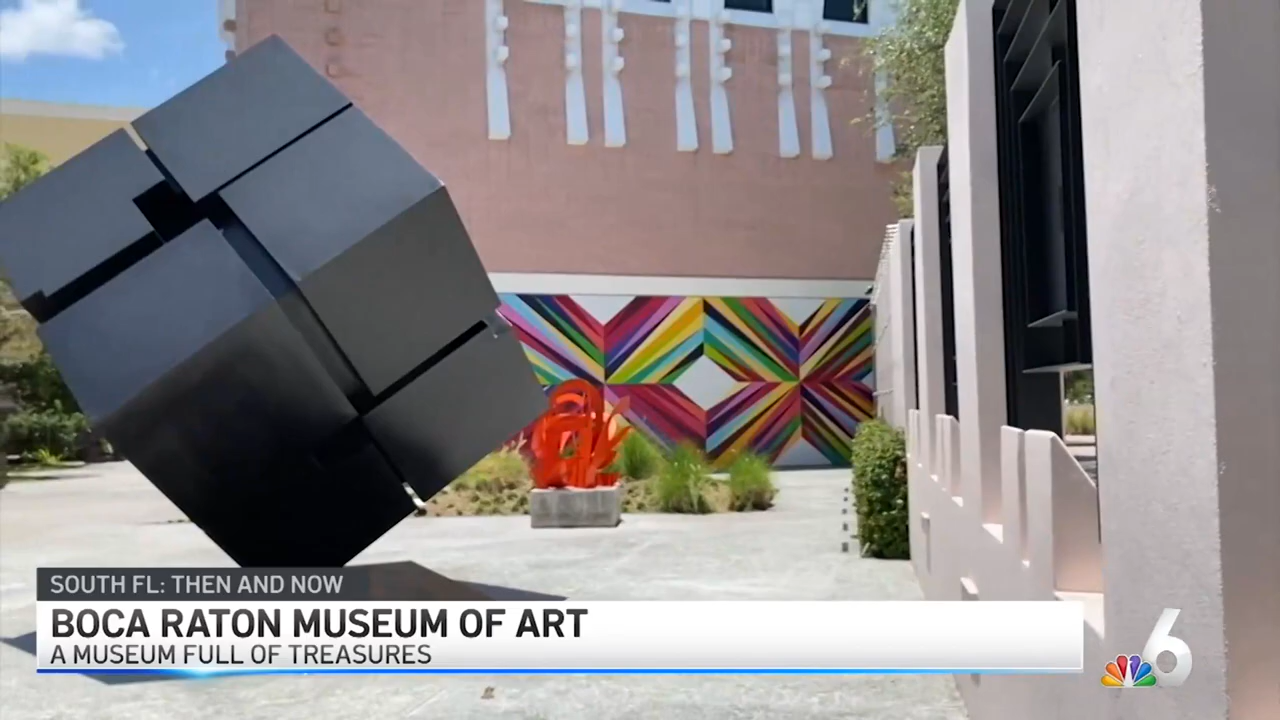 SOUTH FL: THEN AND NOW
BOCA RATON MUSEUM OF ART
A MUSEUM FULL OF TREASURES
6